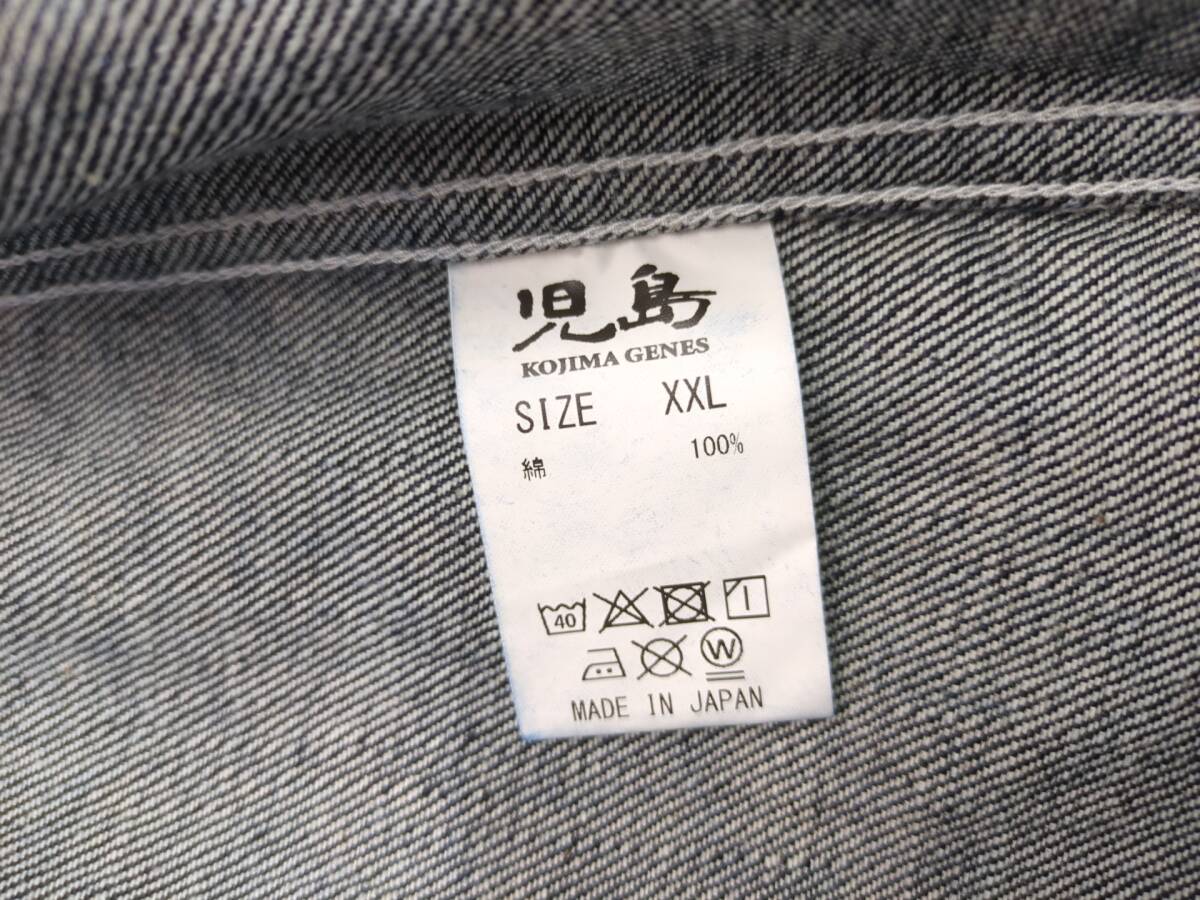 児島
KOJIMA GENES
SIZE XXL
綿 100%
40
W
MADE IN JAPAN